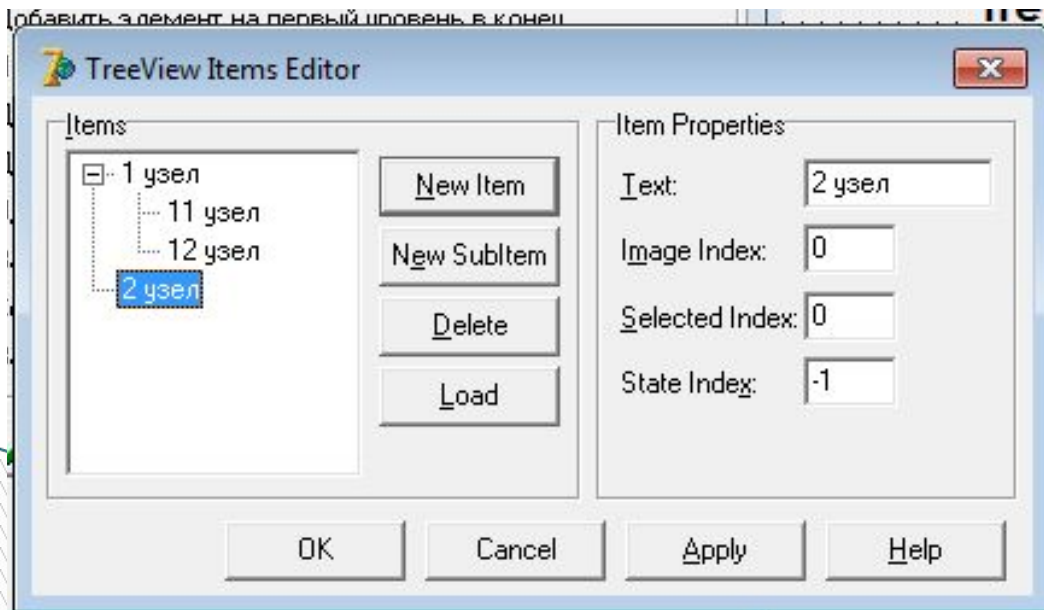 добавить элемент на первый уровень в конец
TreeView Items Editor
Items
1 узел
11 узел
12 узел
2 узел
New Item
New SubItem
Delete
Load
Item Properties
Text: 2 узел
Image Index: 0
Selected Index: 0
State Index: -1
OK Cancel Apply Help